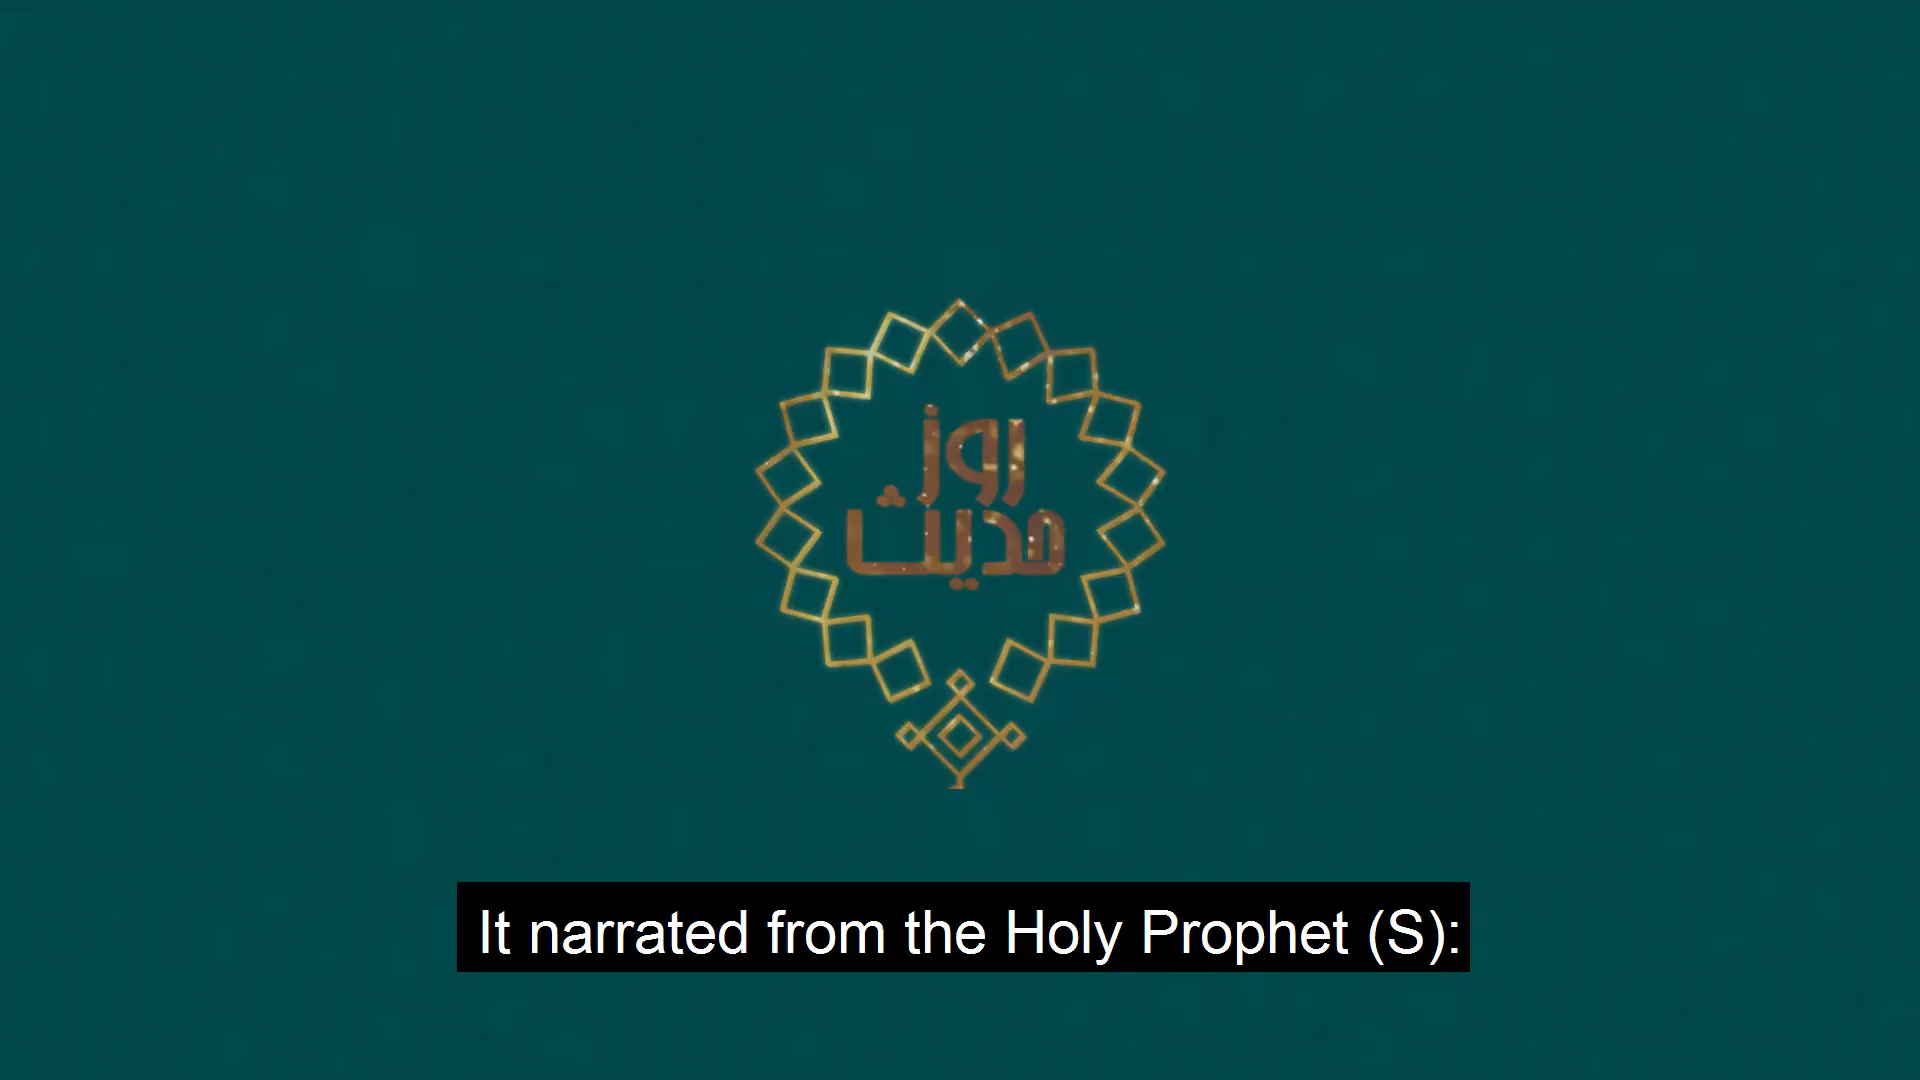 روز
حدیث
It narrated from the Holy Prophet (S):